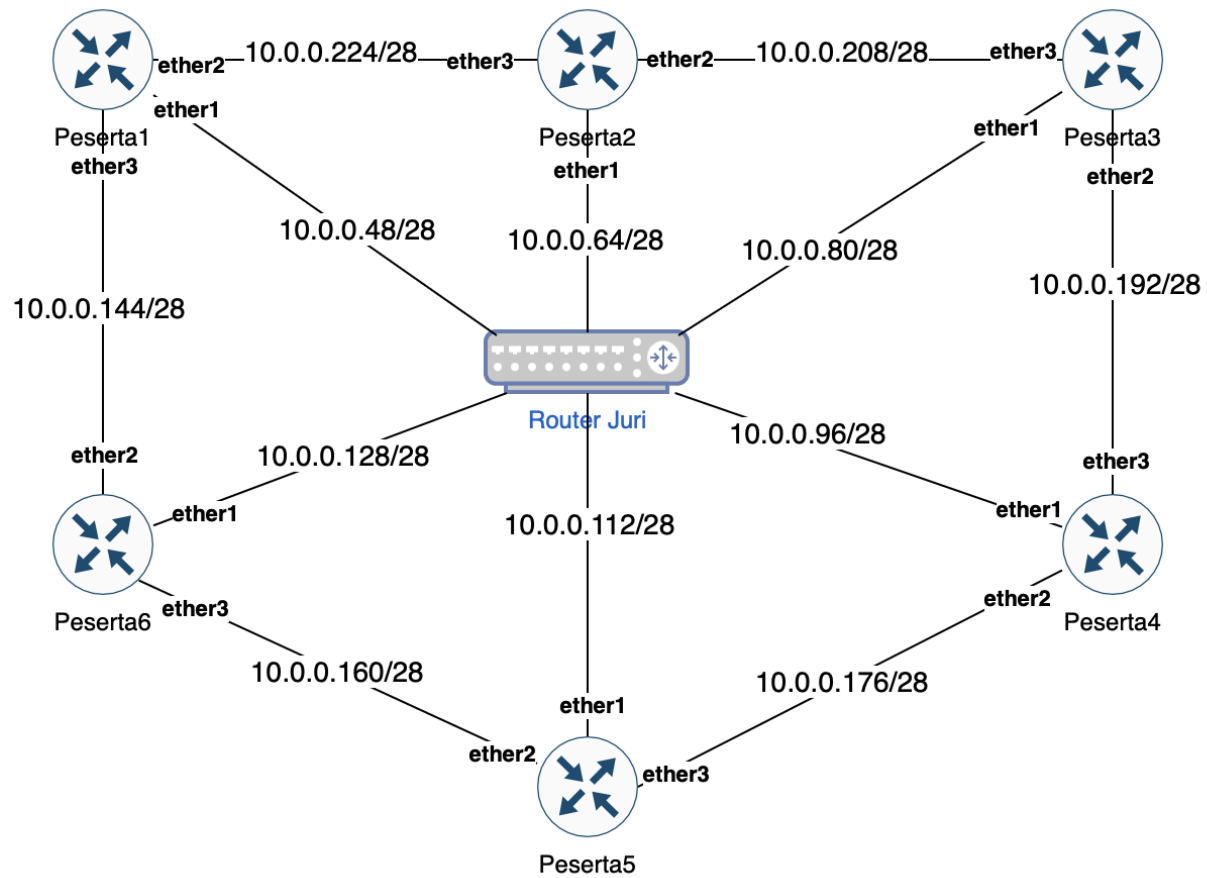 ether2
10.0.0.224/28
ether3
ether2
10.0.0.208/28
ether3
ether1
ether1
Peserta1
Peserta2
Peserta3
ether3
ether1
ether2
10.0.0.48/28
10.0.0.64/28
10.0.0.80/28
10.0.0.144/28
10.0.0.192/28
Router Juri
10.0.0.128/28
10.0.0.96/28
ether2
ether3
ether1
10.0.0.112/28
ether1
ether3
ether2
Peserta6
Peserta4
10.0.0.160/28
10.0.0.176/28
ether1
ether2
ether3
Peserta5